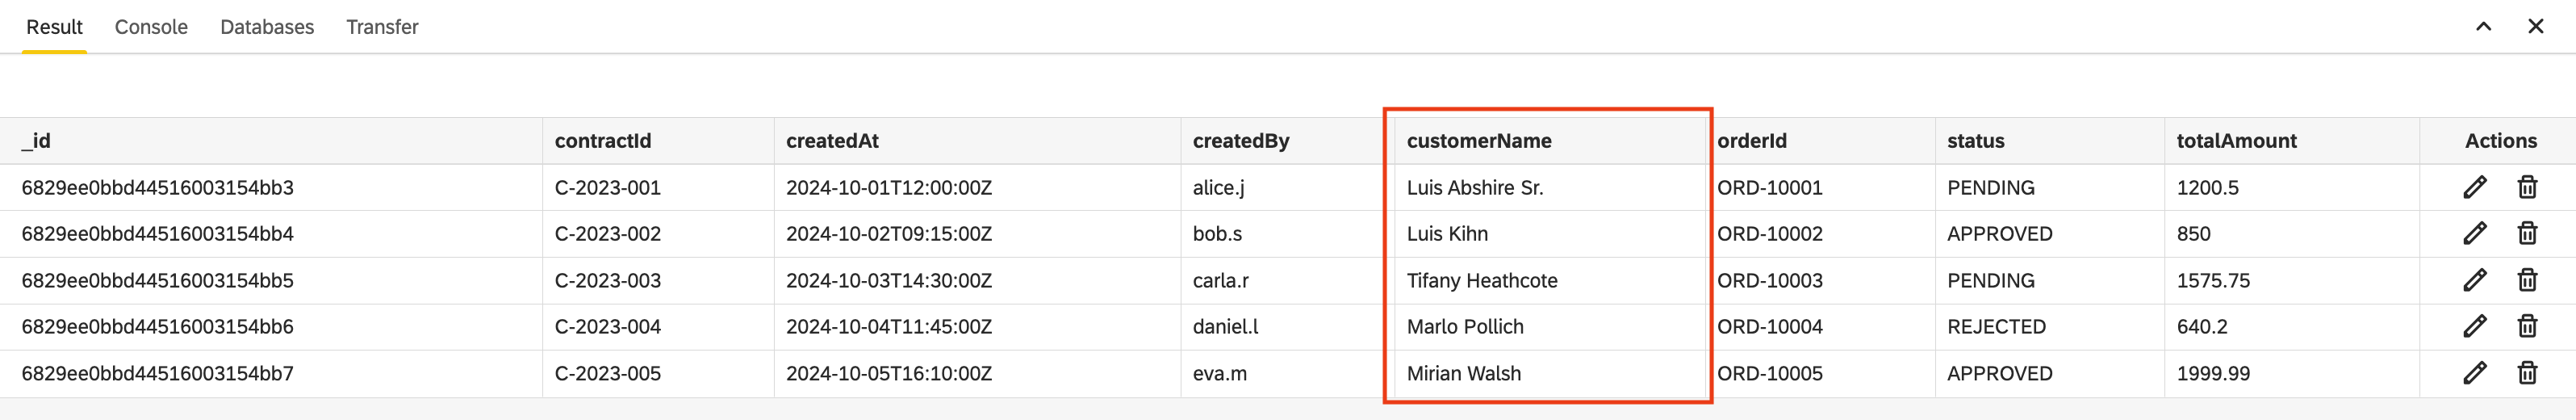 Result Console Databases Transfer
_id contractId createdAt createdBy customerName orderId status totalAmount Actions
6829ee0bbd44516003154bb3 C-2023-001 2024-10-01T12:00:00Z alice.j Luis Abshire Sr. ORD-10001 PENDING 1200.5
6829ee0bbd44516003154bb4 C-2023-002 2024-10-02T09:15:00Z bob.s Luis Kihn ORD-10002 APPROVED 850
6829ee0bbd44516003154bb5 C-2023-003 2024-10-03T14:30:00Z carla.r Tifany Heathcote ORD-10003 PENDING 1575.75
6829ee0bbd44516003154bb6 C-2023-004 2024-10-04T11:45:00Z daniel.l Marlo Pollich ORD-10004 REJECTED 640.2
6829ee0bbd44516003154bb7 C-2023-005 2024-10-05T16:10:00Z eva.m Mirian Walsh ORD-10005 APPROVED 1999.99